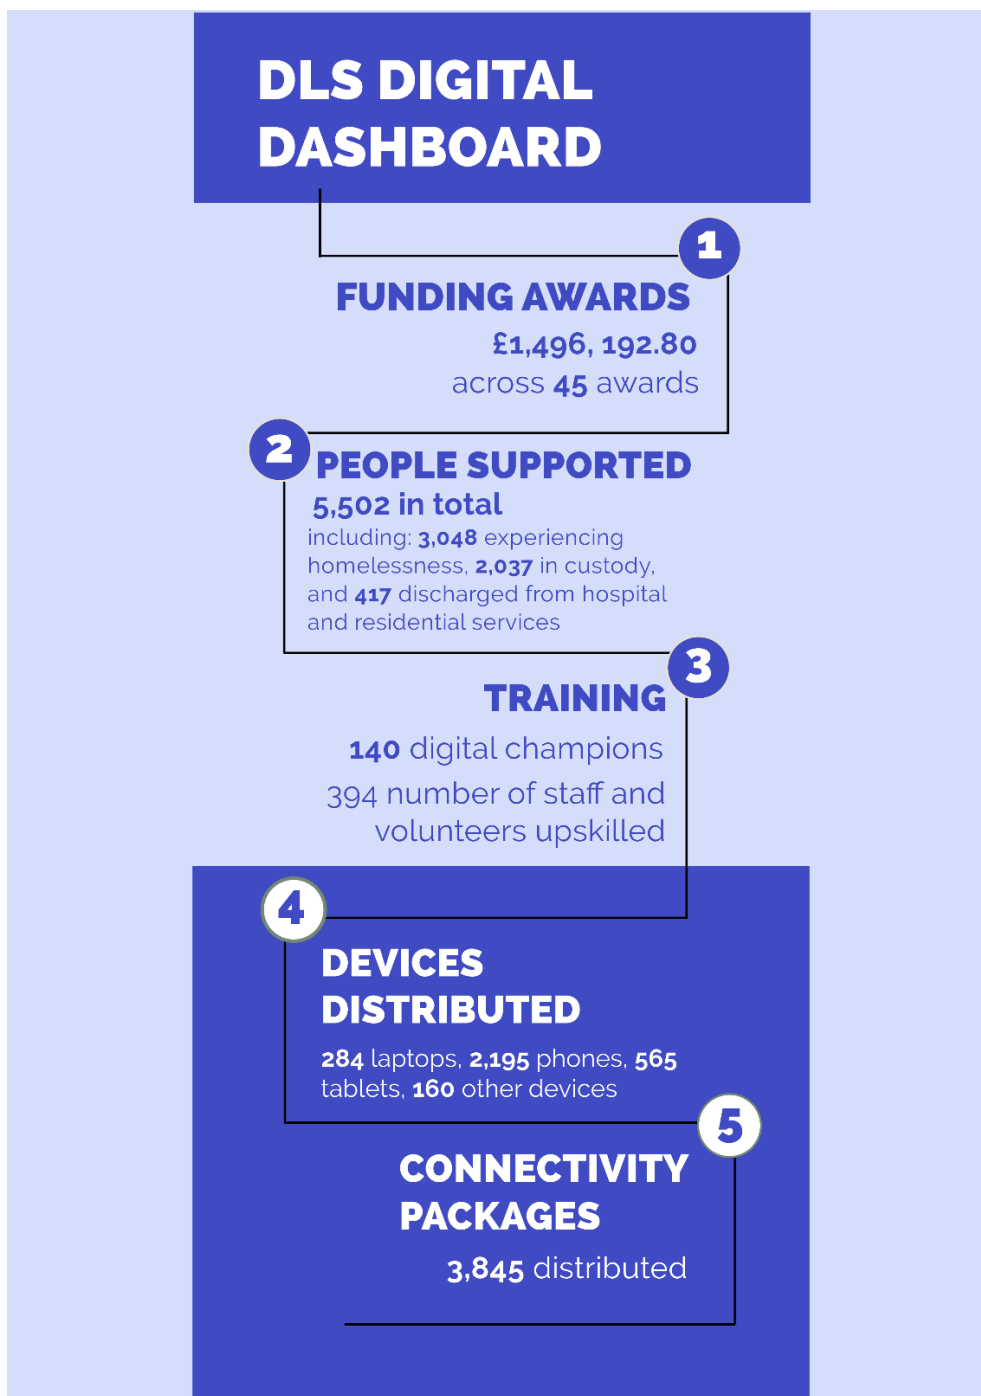 DLS DIGITAL
DASHBOARD
1
FUNDING AWARDS
£1,496, 192.80
across 45 awards
2
PEOPLE SUPPORTED
5,502 in total
including: 3,048 experiencing
homelessness, 2,037 in custody,
and 417 discharged from hospital
and residential services
3
TRAINING
140 digital champions
394 number of staff and
volunteers upskilled
4
DEVICES
DISTRIBUTED
284 laptops, 2,195 phones, 565
tablets, 160 other devices
5
CONNECTIVITY
PACKAGES
3,845 distributed